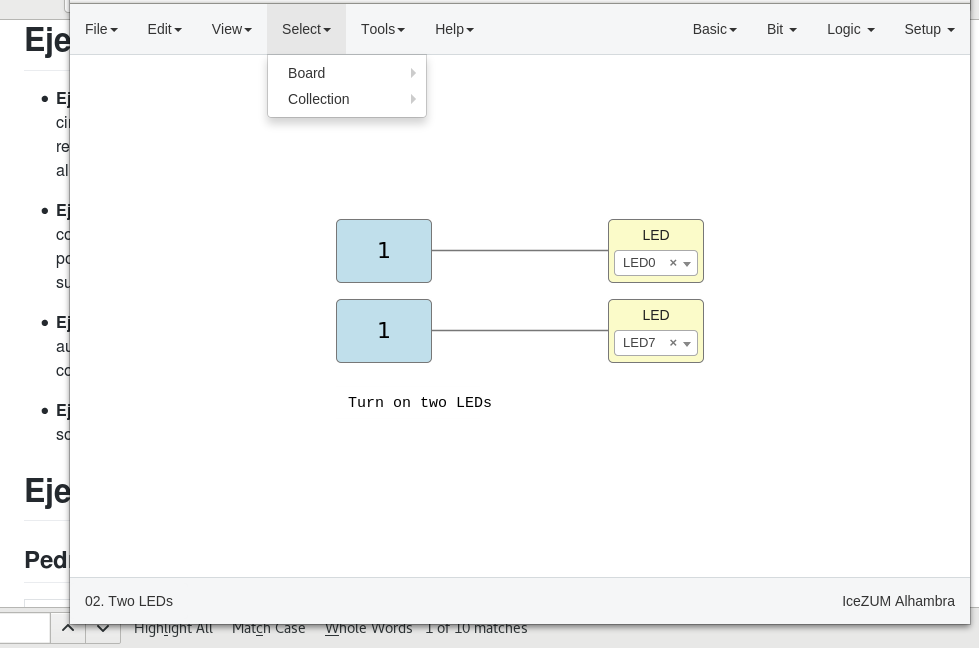 File Edit View Select Tools Help Basic Bit Logic Setup
Board
Collection
1
LED
LED0 ×
1
LED
LED7 ×
Turn on two LEDs
02. Two LEDs
IceZUM Alhambra
Eje
Ej
cir
re
al
Ej
co
po
su
Ej
au
co
Ej
so
Eje
Ped
Highlight All Match Case Whole Words 1 of 10 matches